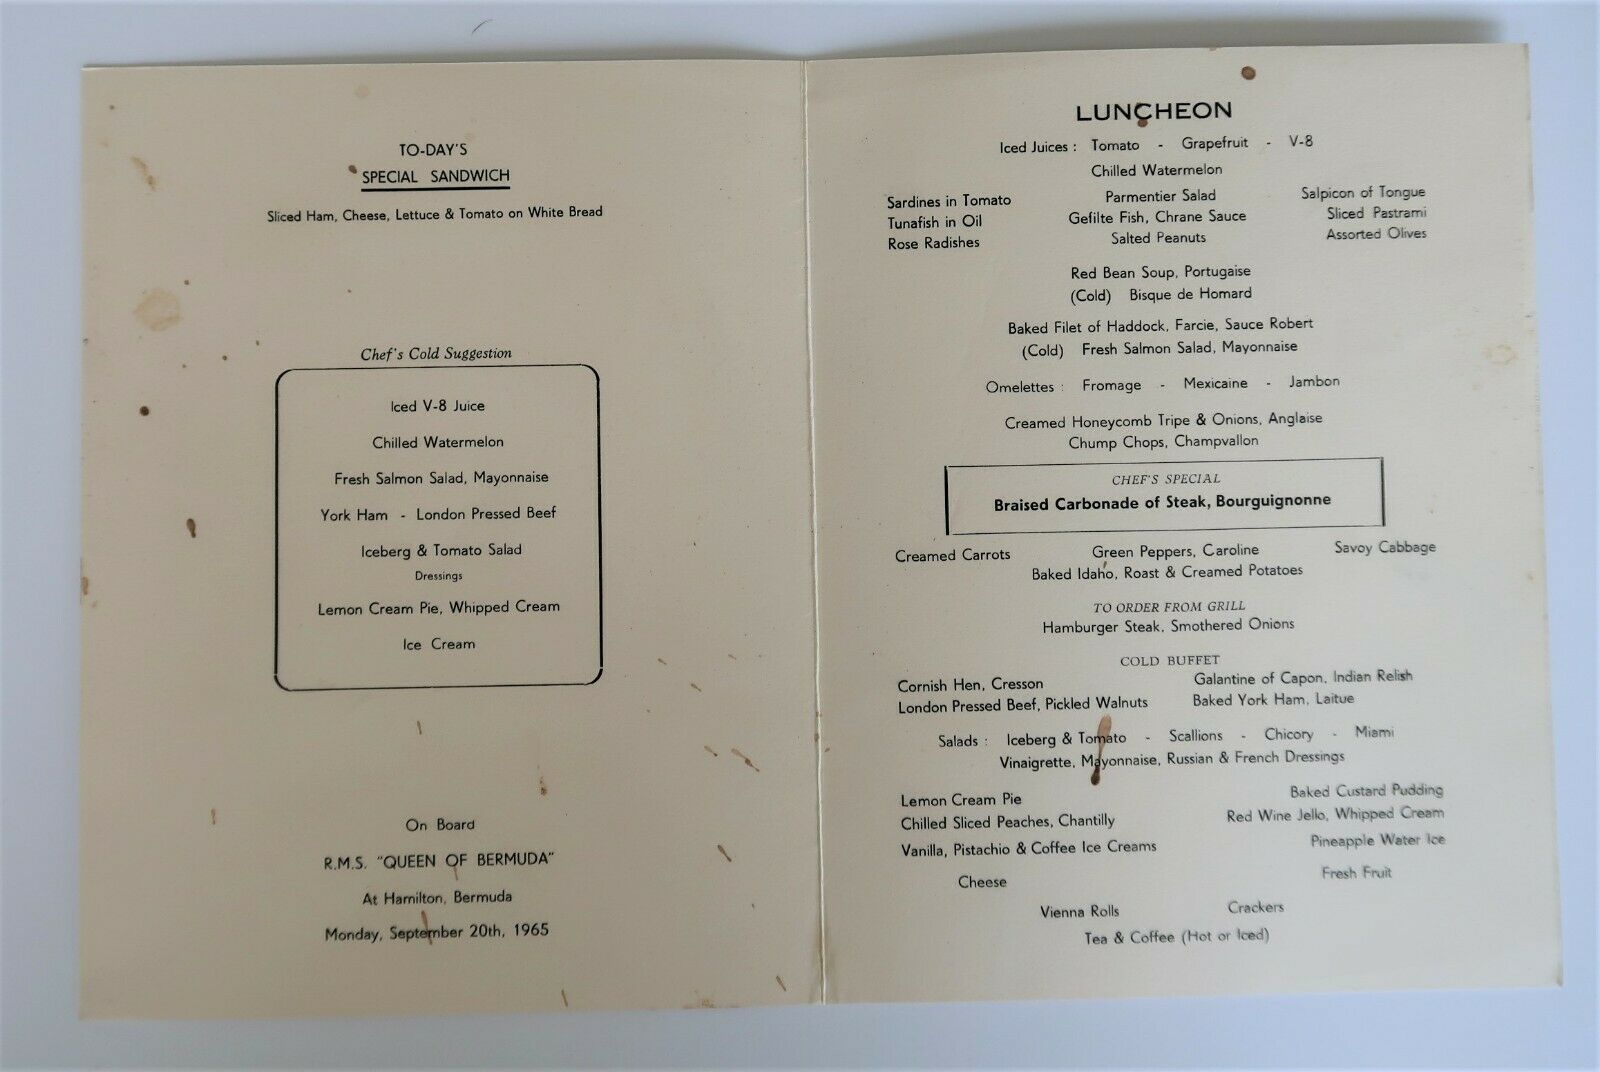 TO-DAY'S
SPECIAL SANDWICH
Sliced Ham, Cheese, Lettuce & Tomato on White Bread
Chef's Cold Suggestion
Iced V-8 Juice
Chilled Watermelon
Fresh Salmon Salad, Mayonnaise
York Ham - London Pressed Beef
Iceberg & Tomato Salad
Dressings
Lemon Cream Pie, Whipped Cream
Ice Cream
On Board
R.M.S. "QUEEN OF BERMUDA"
At Hamilton, Bermuda
Monday, September 20th, 1965
LUNCHEON
Iced Juices : Tomato - Grapefruit - V-8
Chilled Watermelon
Sardines in Tomato Parmentier Salad Salpicon of Tongue
Tunafish in Oil Gefilte Fish, Chrane Sauce Sliced Pastrami
Rose Radishes Salted Peanuts Assorted Olives
Red Bean Soup, Portugaise
(Cold) Bisque de Homard
Baked Filet of Haddock, Farcie, Sauce Robert
(Cold) Fresh Salmon Salad, Mayonnaise
Omelettes : Fromage - Mexicaine - Jambon
Creamed Honeycomb Tripe & Onions, Anglaise
Chump Chops, Champvallon
CHEF'S SPECIAL
Braised Carbonade of Steak, Bourguignonne
Creamed Carrots Green Peppers, Caroline Savoy Cabbage
Baked Idaho, Roast & Creamed Potatoes
TO ORDER FROM GRILL
Hamburger Steak, Smothered Onions
COLD BUFFET
Cornish Hen, Cresson Galantine of Capon, Indian Relish
London Pressed Beef, Pickled Walnuts Baked York Ham, Laitue
Salads : Iceberg & Tomato - Scallions - Chicory - Miami
Vinaigrette, Mayonnaise, Russian & French Dressings
Lemon Cream Pie Baked Custard Pudding
Chilled Sliced Peaches, Chantilly Red Wine Jello, Whipped Cream
Vanilla, Pistachio & Coffee Ice Creams Pineapple Water Ice
Cheese Fresh Fruit
Vienna Rolls Crackers
Tea & Coffee (Hot or Iced)